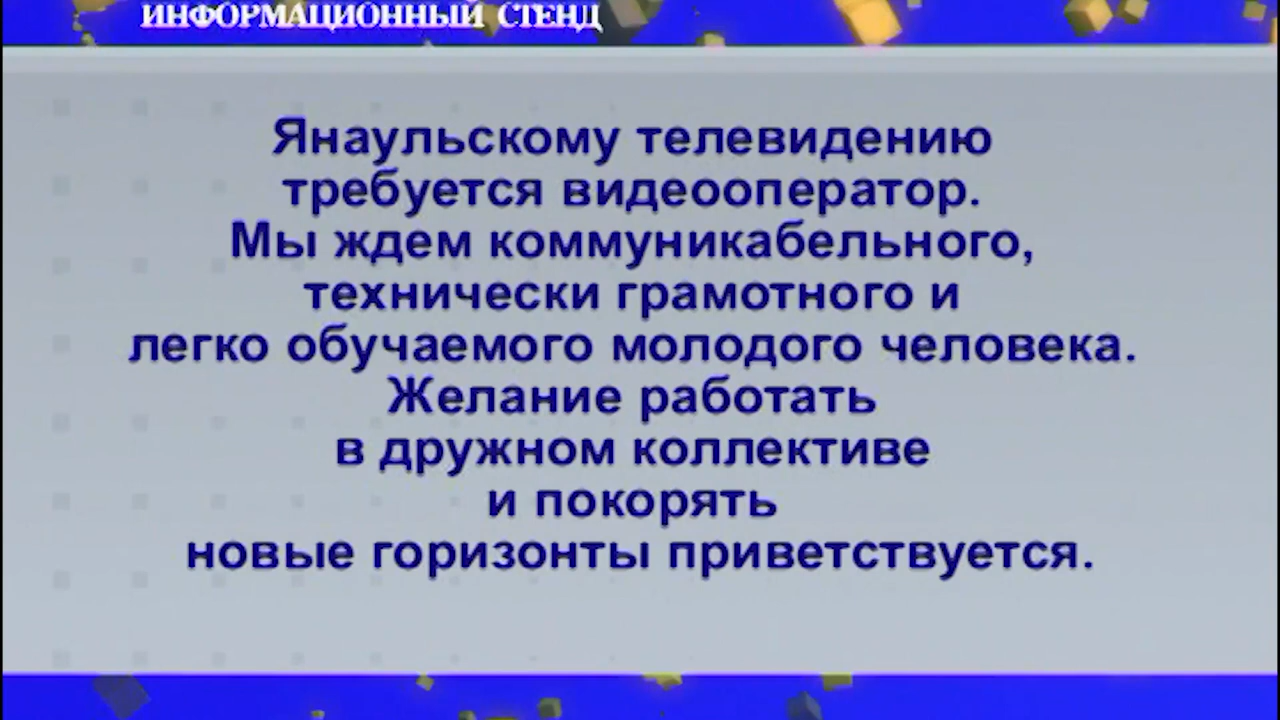 ИНФОРМАЦИОННЫЙ СТЕНД
Янаульскому телевидению
требуется видеооператор.
Мы ждем коммуникабельного,
технически грамотного и
легко обучаемого молодого человека.
Желание работать
в дружном коллективе
и покорять
новые горизонты приветствуется.